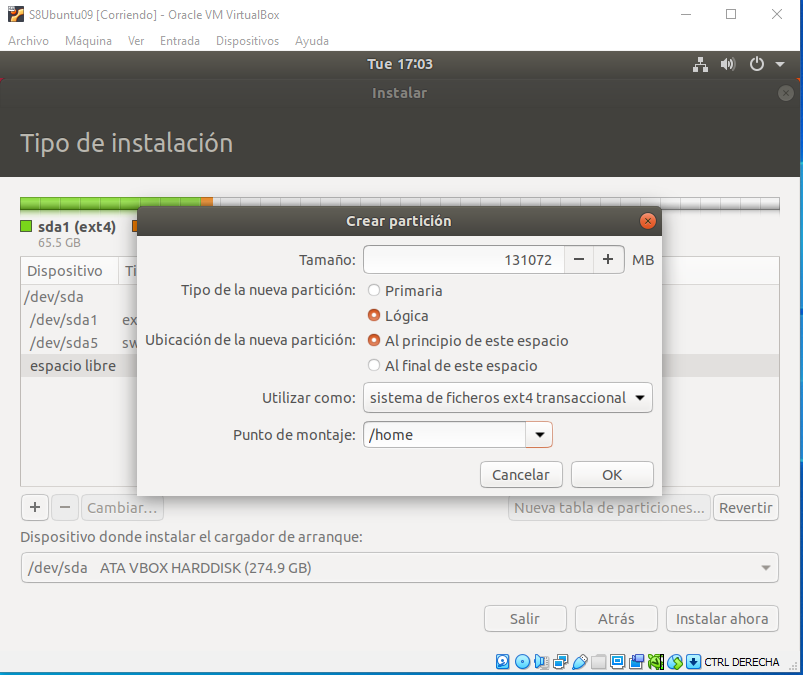 S8Ubuntu09 [Corriendo] - Oracle VM VirtualBox
Archivo Máquina Ver Entrada Dispositivos Ayuda
Tue 17:03
Instalar
Tipo de instalación
sda1 (ext4)
65.5 GB
Crear partición
Tamaño: 131072 MB
Tipo de la nueva partición: Primaria
Lógica
Ubicación de la nueva partición: Al principio de este espacio
Al final de este espacio
Utilizar como: sistema de ficheros ext4 transaccional
Punto de montaje: /home
Cancelar OK
Dispositivo Ti
/dev/sda
/dev/sda1 ex
/dev/sda5 sw
espacio libre
+ − Cambiar... Nueva tabla de particiones... Revertir
Dispositivo donde instalar el cargador de arranque:
/dev/sda ATA VBOX HARDDISK (274.9 GB)
Salir Atrás Instalar ahora
CTRL DERECHA